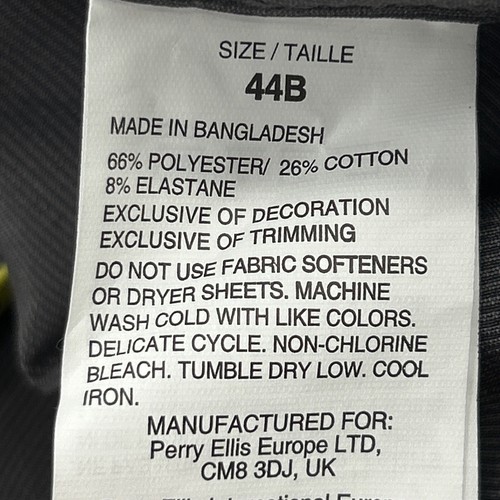 SIZE / TAILLE
44B
MADE IN BANGLADESH
66% POLYESTER/ 26% COTTON
8% ELASTANE
EXCLUSIVE OF DECORATION
EXCLUSIVE OF TRIMMING
DO NOT USE FABRIC SOFTENERS
OR DRYER SHEETS. MACHINE
WASH COLD WITH LIKE COLORS.
DELICATE CYCLE. NON-CHLORINE
BLEACH. TUMBLE DRY LOW. COOL
IRON.
MANUFACTURED FOR:
Perry Ellis Europe LTD,
CM8 3DJ, UK